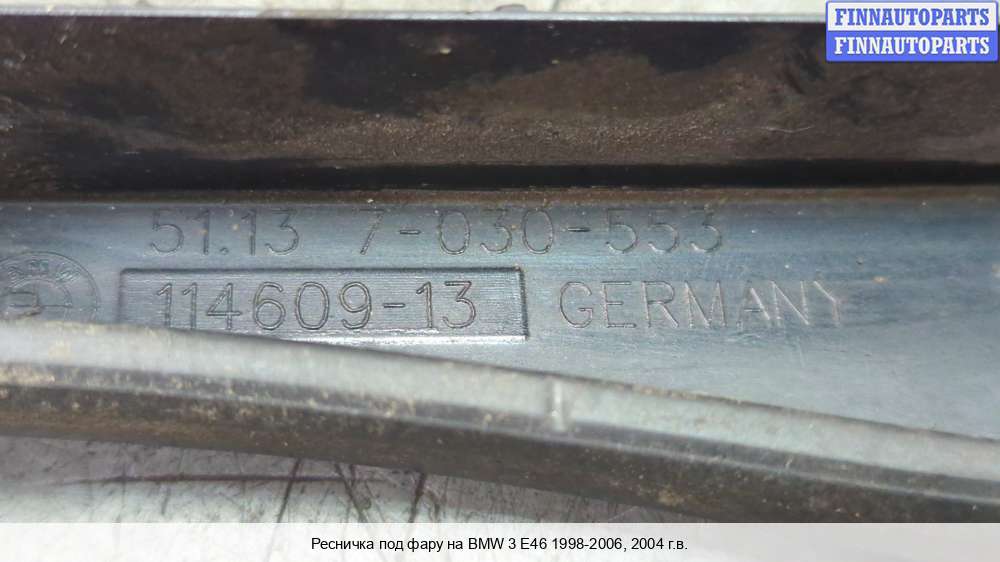 FINNAUTOPARTS
FINNAUTOPARTS
51.13 7-030-553
114609-13 GERMANY
Ресничка под фару на BMW 3 E46 1998-2006, 2004 г.в.